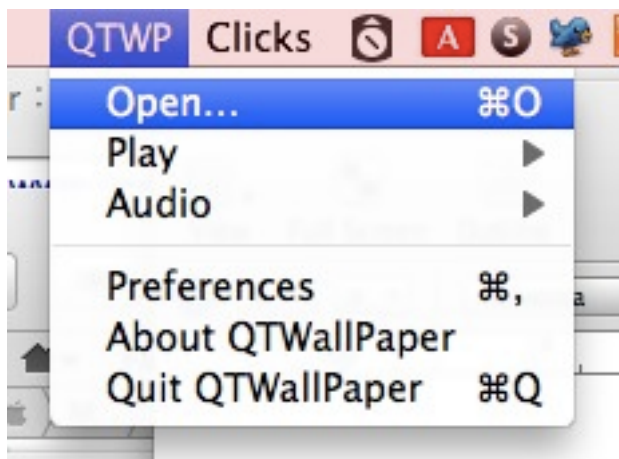 QTWP Clicks A S
r :
Open... ⌘O
Play
Audio
Preferences ⌘,
a
About QTWallPaper
Quit QTWallPaper ⌘Q